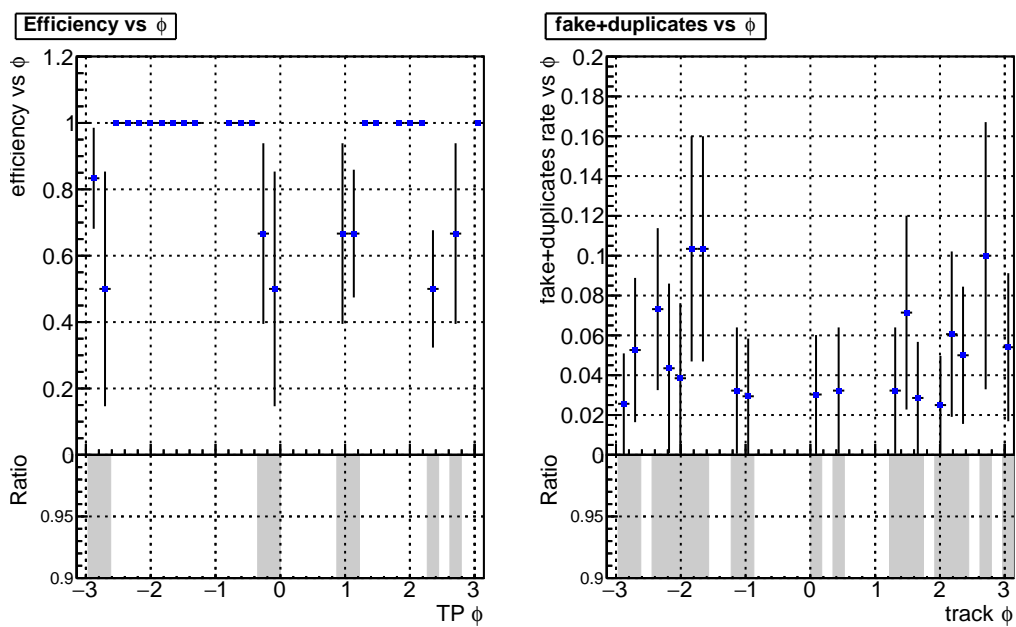 Efficiency vs ϕ
efficiency vs ϕ
1.2
1
0.8
0.6
0.4
0.2
0
Ratio
0.95
0.9
−3 −2 −1 0 1 2 3
TP ϕ
fake+duplicates vs ϕ
fake+duplicates rate vs ϕ
0.2
0.18
0.16
0.14
0.12
0.1
0.08
0.06
0.04
0.02
0
Ratio
0.95
0.9
−3 −2 −1 0 1 2 3
track ϕ